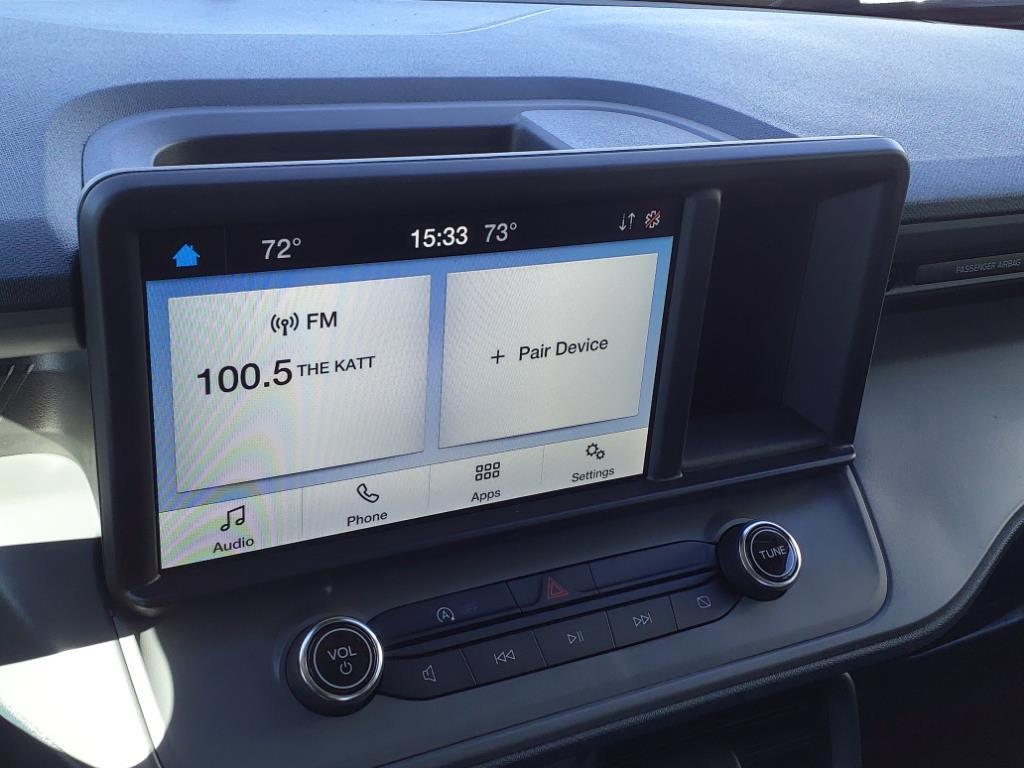 72° 15:33 73°
FM
100.5 THE KATT
+ Pair Device
Audio
Phone
Apps
Settings
PASSENGER AIRBAG
VOL
TUNE